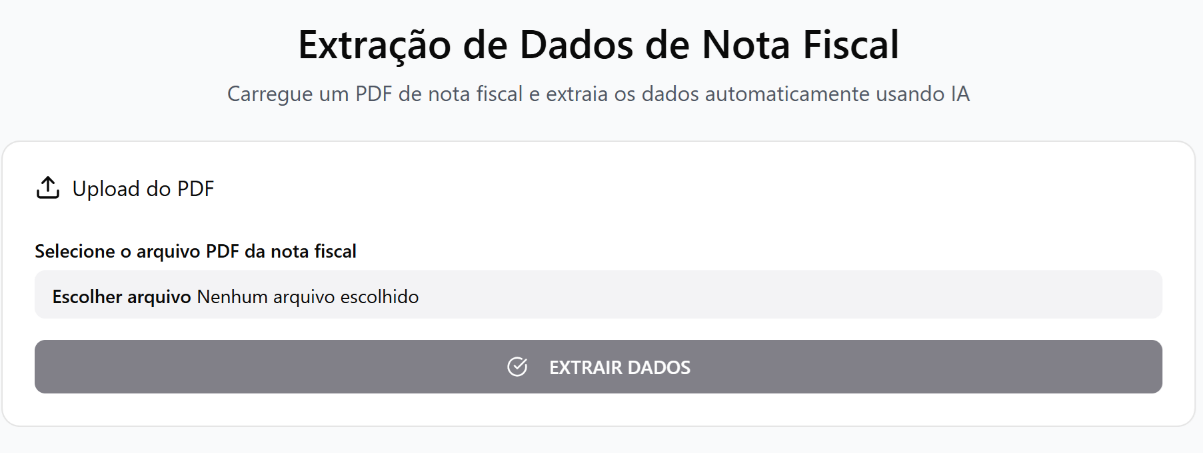 Extração de Dados de Nota Fiscal
Carregue um PDF de nota fiscal e extraia os dados automaticamente usando IA
Upload do PDF
Selecione o arquivo PDF da nota fiscal
Escolher arquivo Nenhum arquivo escolhido
EXTRAIR DADOS